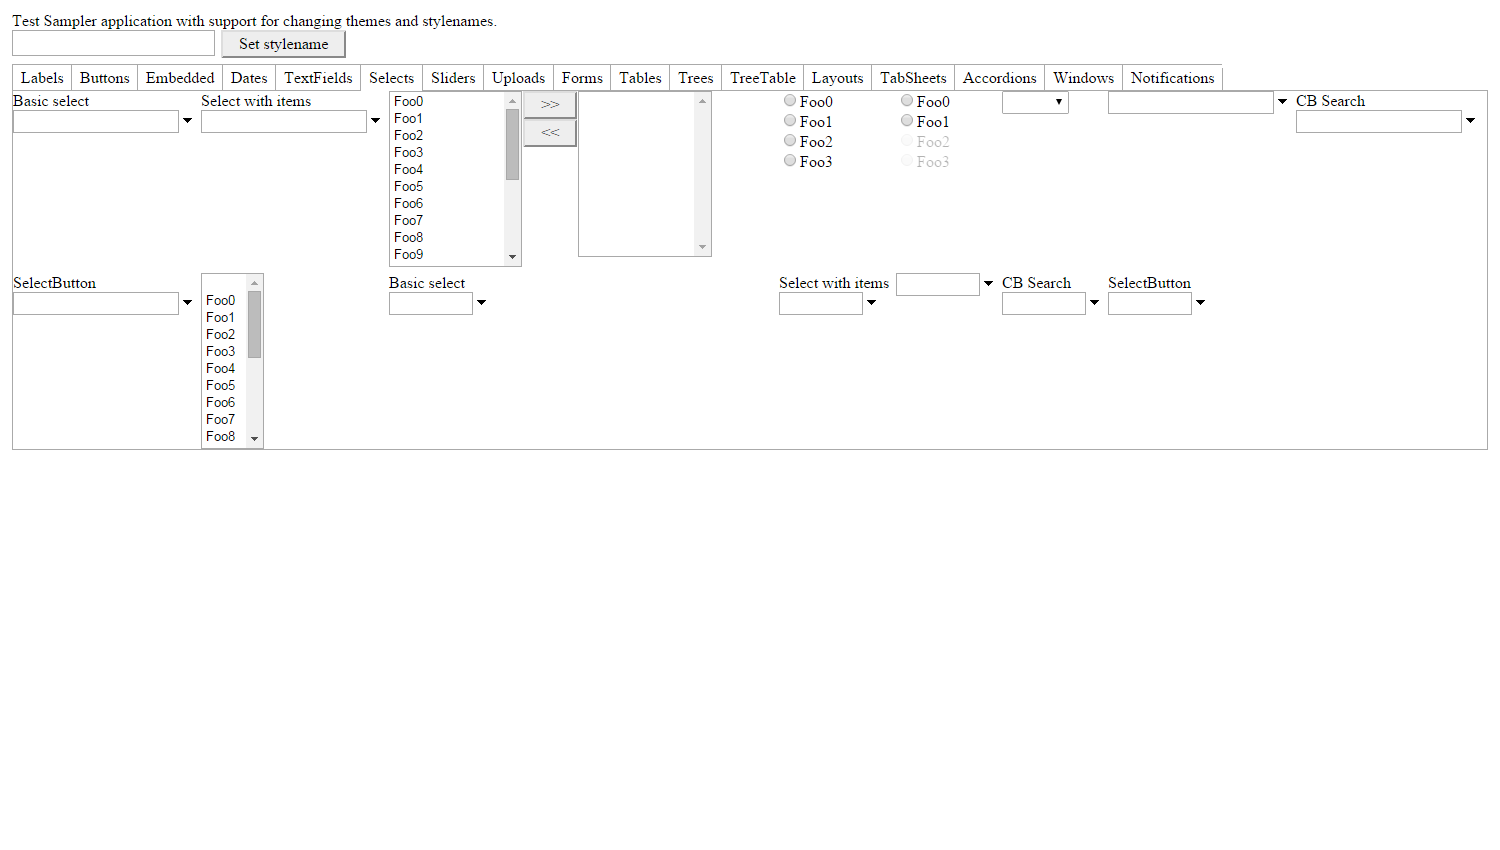 Test Sampler application with support for changing themes and stylenames.
Set stylename
Labels Buttons Embedded Dates TextFields Selects Sliders Uploads Forms Tables Trees TreeTable Layouts TabSheets Accordions Windows Notifications
Basic select
Select with items
Foo0
Foo1
Foo2
Foo3
Foo4
Foo5
Foo6
Foo7
Foo8
Foo9
>>
<<
Foo0
Foo1
Foo2
Foo3
Foo0
Foo1
Foo2
Foo3
CB Search
SelectButton
Foo0
Foo1
Foo2
Foo3
Foo4
Foo5
Foo6
Foo7
Foo8
Basic select
Select with items
CB Search
SelectButton